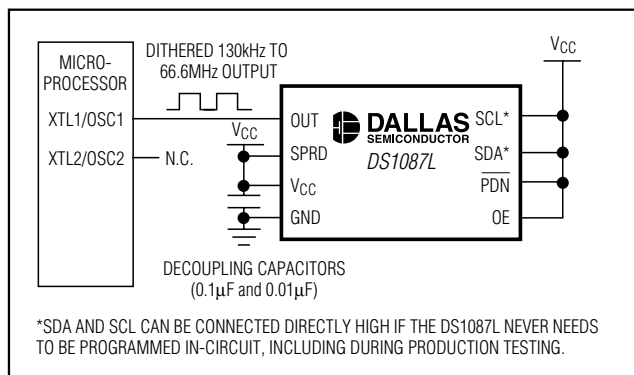 MICRO-
PROCESSOR
XTL1/OSC1
XTL2/OSC2
N.C.
DITHERED 130kHz TO
66.6MHz OUTPUT
VCC
DECOUPLING CAPACITORS
(0.1µF and 0.01µF)
OUT
SPRD
VCC
GND
DALLAS
SEMICONDUCTOR
DS1087L
SCL*
SDA*
PDN
OE
VCC
*SDA AND SCL CAN BE CONNECTED DIRECTLY HIGH IF THE DS1087L NEVER NEEDS
TO BE PROGRAMMED IN-CIRCUIT, INCLUDING DURING PRODUCTION TESTING.